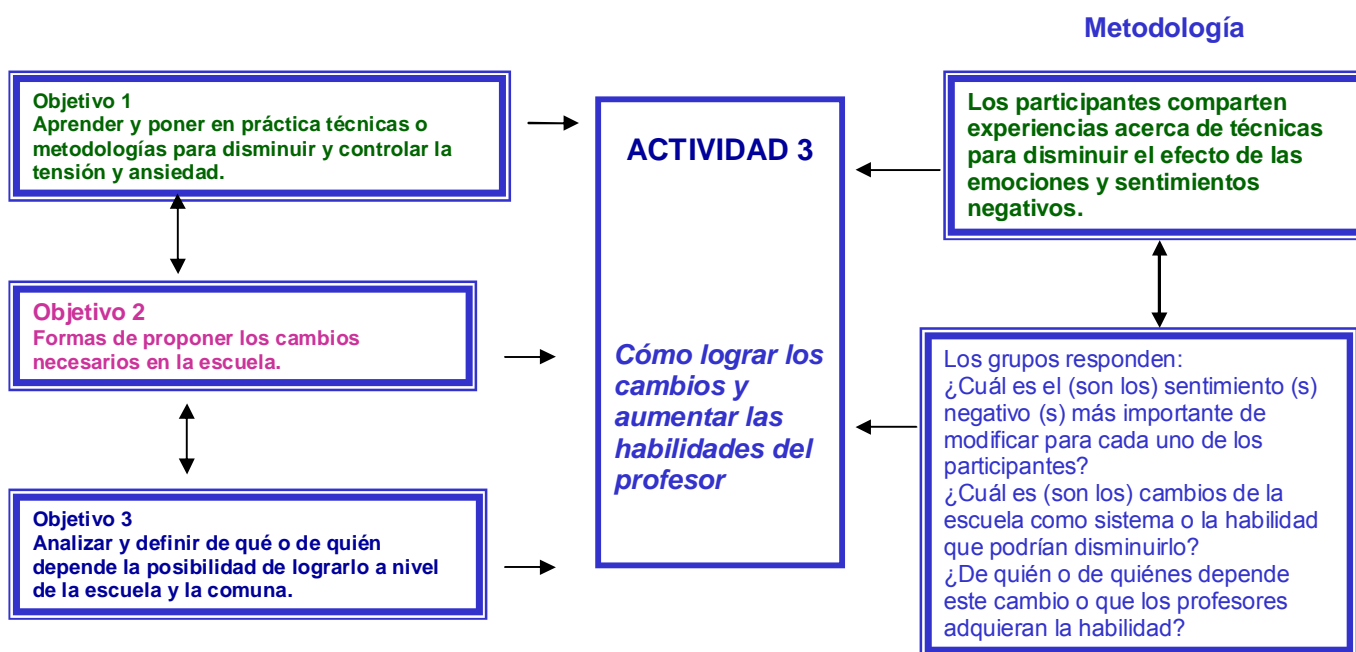 Metodología
Objetivo 1
Aprender y poner en práctica técnicas o
metodologías para disminuir y controlar la
tensión y ansiedad.
Objetivo 2
Formas de proponer los cambios
necesarios en la escuela.
Objetivo 3
Analizar y definir de qué o de quién
depende la posibilidad de lograrlo a nivel
de la escuela y la comuna.
ACTIVIDAD 3
Cómo lograr los
cambios y
aumentar las
habilidades del
profesor
Los participantes comparten
experiencias acerca de técnicas
para disminuir el efecto de las
emociones y sentimientos
negativos.
Los grupos responden:
¿Cuál es el (son los) sentimiento (s)
negativo (s) más importante de
modificar para cada uno de los
participantes?
¿Cuál es (son los) cambios de la
escuela como sistema o la habilidad
que podrían disminuirlo?
¿De quién o de quiénes depende
este cambio o que los profesores
adquieran la habilidad?